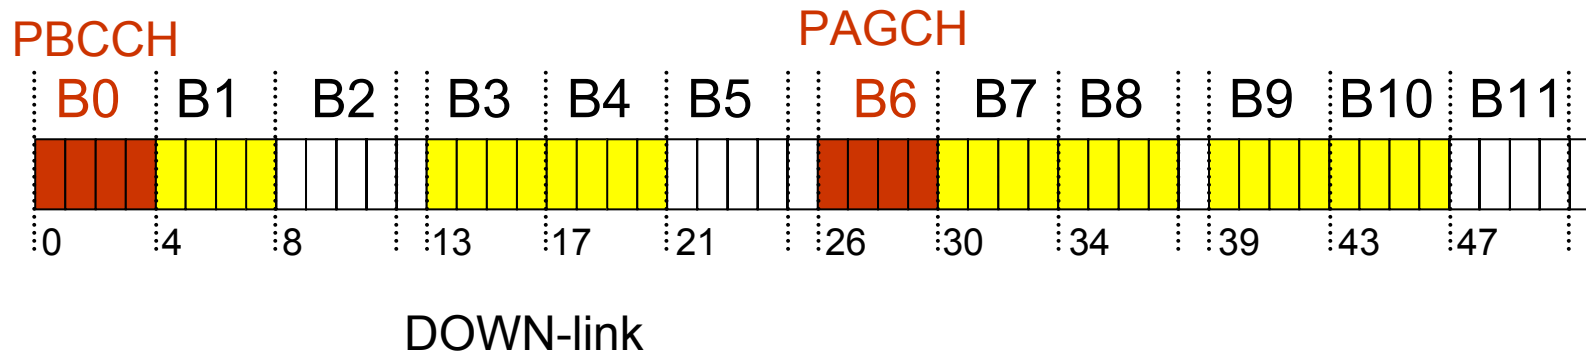 PBCCH PAGCH
B0 B1 B2 B3 B4 B5 B6 B7 B8 B9 B10 B11
0 4 8 13 17 21 26 30 34 39 43 47
DOWN-link